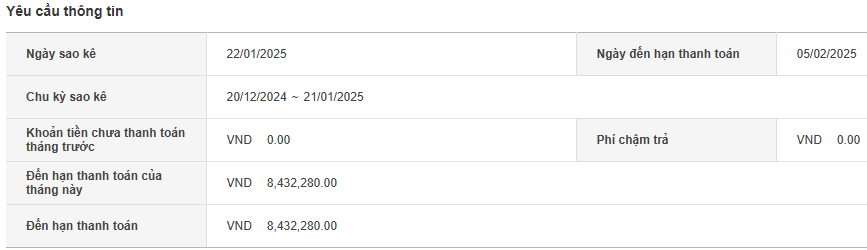 Yêu cầu thông tin
Ngày sao kê 22/01/2025 Ngày đến hạn thanh toán 05/02/2025
Chu kỳ sao kê 20/12/2024 ~ 21/01/2025
Khoản tiền chưa thanh toán
tháng trước
VND 0.00 Phí chậm trả VND 0.00
Đến hạn thanh toán của
tháng này
VND 8,432,280.00
Đến hạn thanh toán VND 8,432,280.00